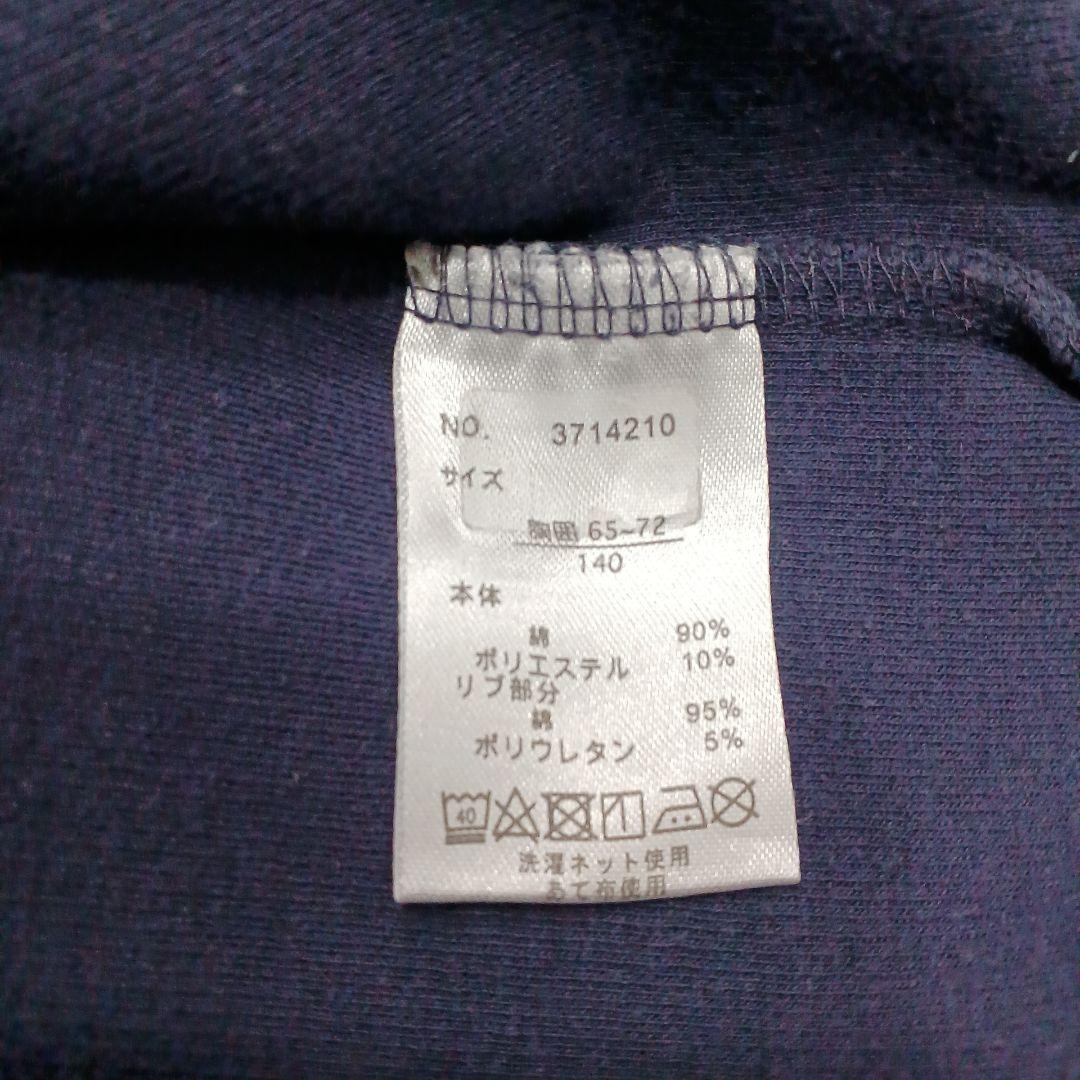 NO. 3714210
サイズ
胸囲 65~72
140
本体
綿 90%
ポリエステル 10%
リブ部分
綿 95%
ポリウレタン 5%
40
洗濯ネット使用
あて布使用